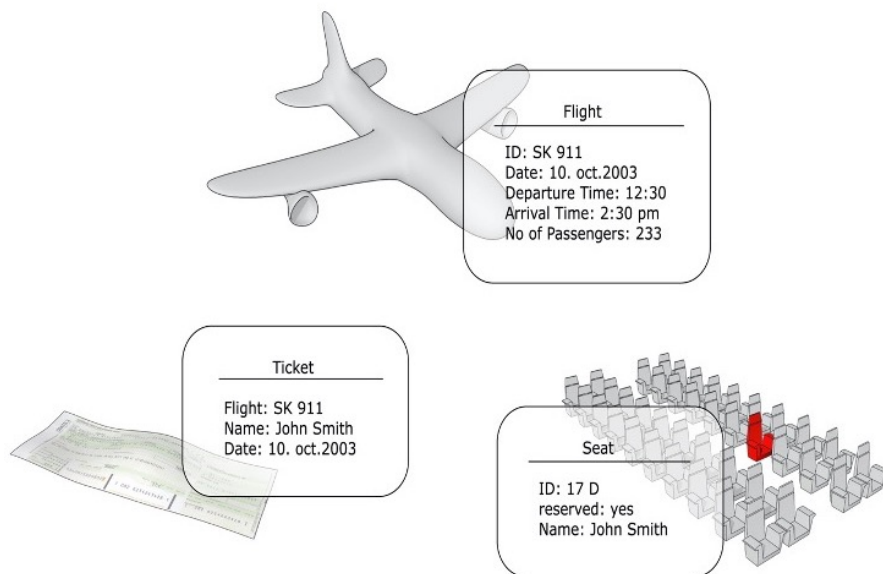 Flight
ID: SK 911
Date: 10. oct.2003
Departure Time: 12:30
Arrival Time: 2:30 pm
No of Passengers: 233
Ticket
Flight: SK 911
Name: John Smith
Date: 10. oct.2003
Seat
ID: 17 D
reserved: yes
Name: John Smith